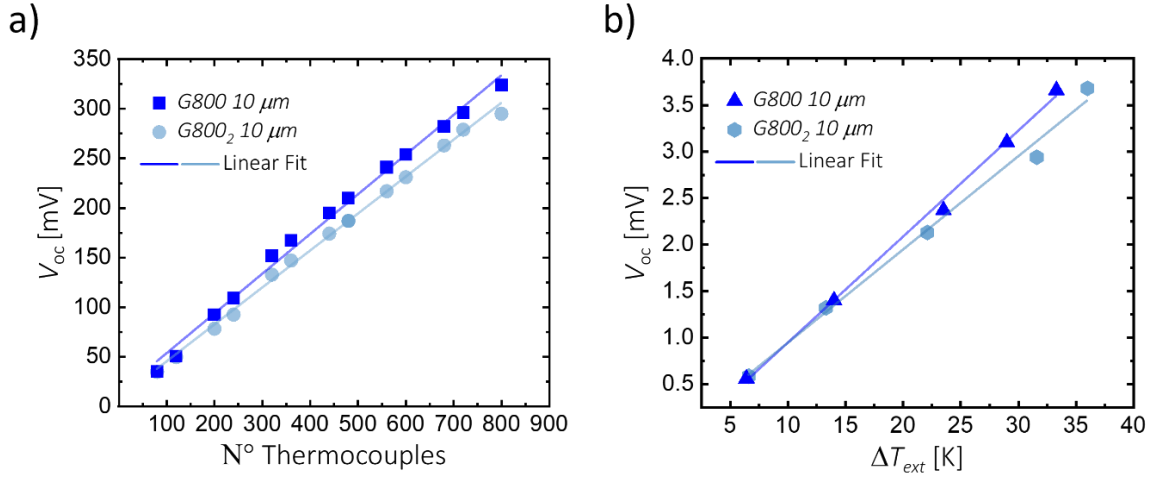 a)
350
300
250
200
150
100
50
0
V_oc [mV]
G800 10 μm
G800₂ 10 μm
Linear Fit
100 200 300 400 500 600 700 800 900
N° Thermocouples
b)
4.0
3.5
3.0
2.5
2.0
1.5
1.0
0.5
V_oc [mV]
G800 10 μm
G800₂ 10 μm
Linear Fit
5 10 15 20 25 30 35 40
ΔT_ext [K]